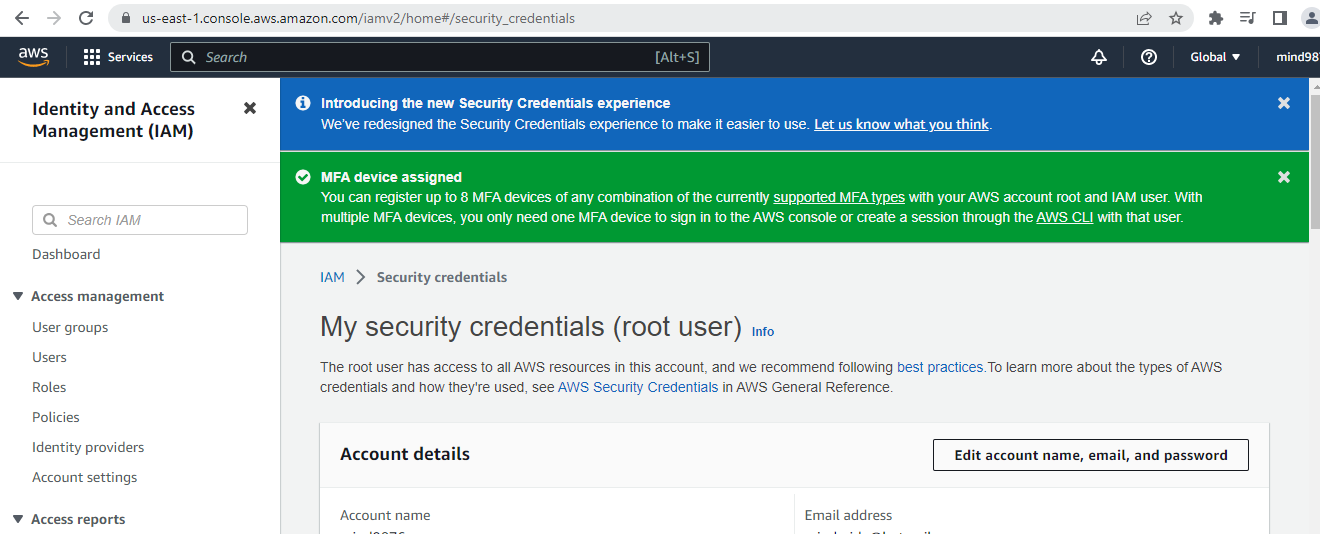 us-east-1.console.aws.amazon.com/iamv2/home#/security_credentials
aws
Services
Search
[Alt+S]
Global
Identity and Access
Management (IAM)
Search IAM
Dashboard
Access management
User groups
Users
Roles
Policies
Identity providers
Account settings
Access reports
Introducing the new Security Credentials experience
We've redesigned the Security Credentials experience to make it easier to use. Let us know what you think.
MFA device assigned
You can register up to 8 MFA devices of any combination of the currently supported MFA types with your AWS account root and IAM user. With
multiple MFA devices, you only need one MFA device to sign in to the AWS console or create a session through the AWS CLI with that user.
IAM > Security credentials
My security credentials (root user) Info
The root user has access to all AWS resources in this account, and we recommend following best practices.To learn more about the types of AWS
credentials and how they're used, see AWS Security Credentials in AWS General Reference.
Account details
Edit account name, email, and password
Account name
Email address